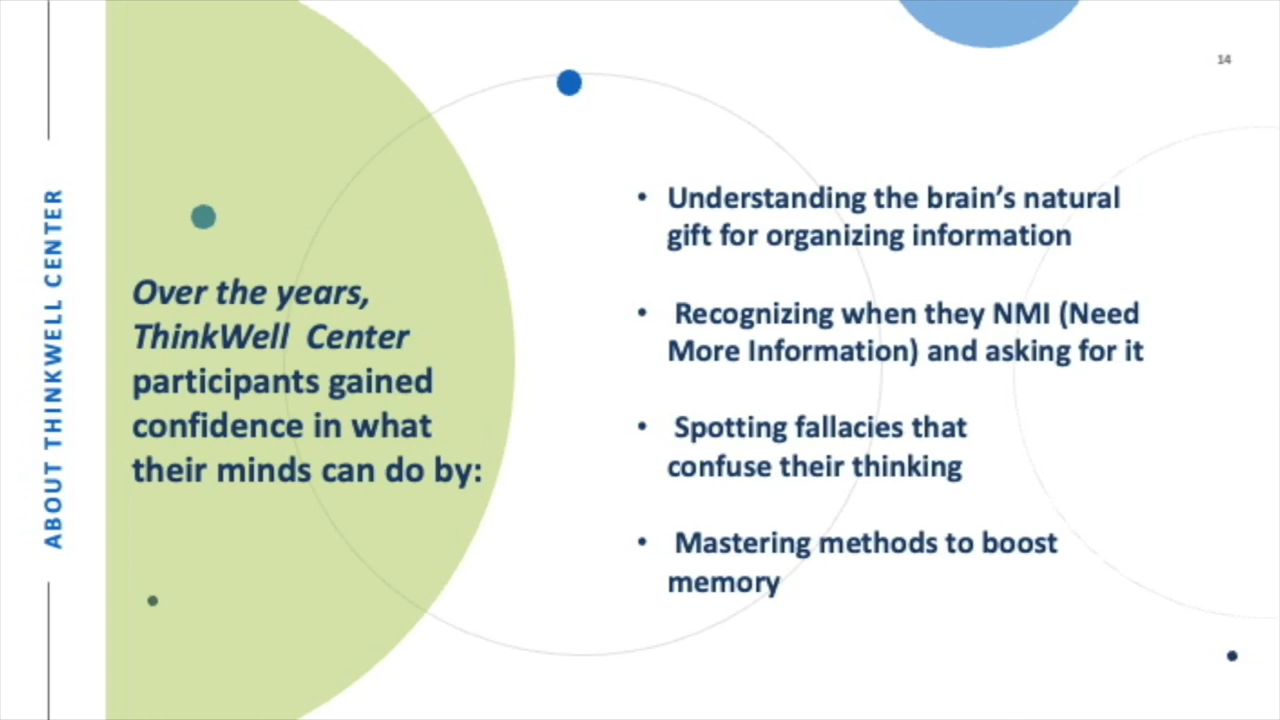 14
ABOUT THINKWELL CENTER
Over the years,
ThinkWell Center
participants gained
confidence in what
their minds can do by:
• Understanding the brain’s natural
gift for organizing information
• Recognizing when they NMI (Need
More Information) and asking for it
• Spotting fallacies that
confuse their thinking
• Mastering methods to boost
memory